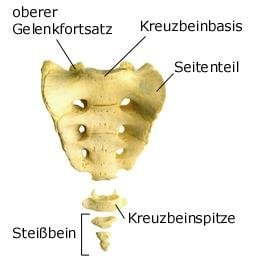 oberer
Gelenkfortsatz
Kreuzbeinbasis
Seitenteil
Kreuzbeinspitze
Steißbein